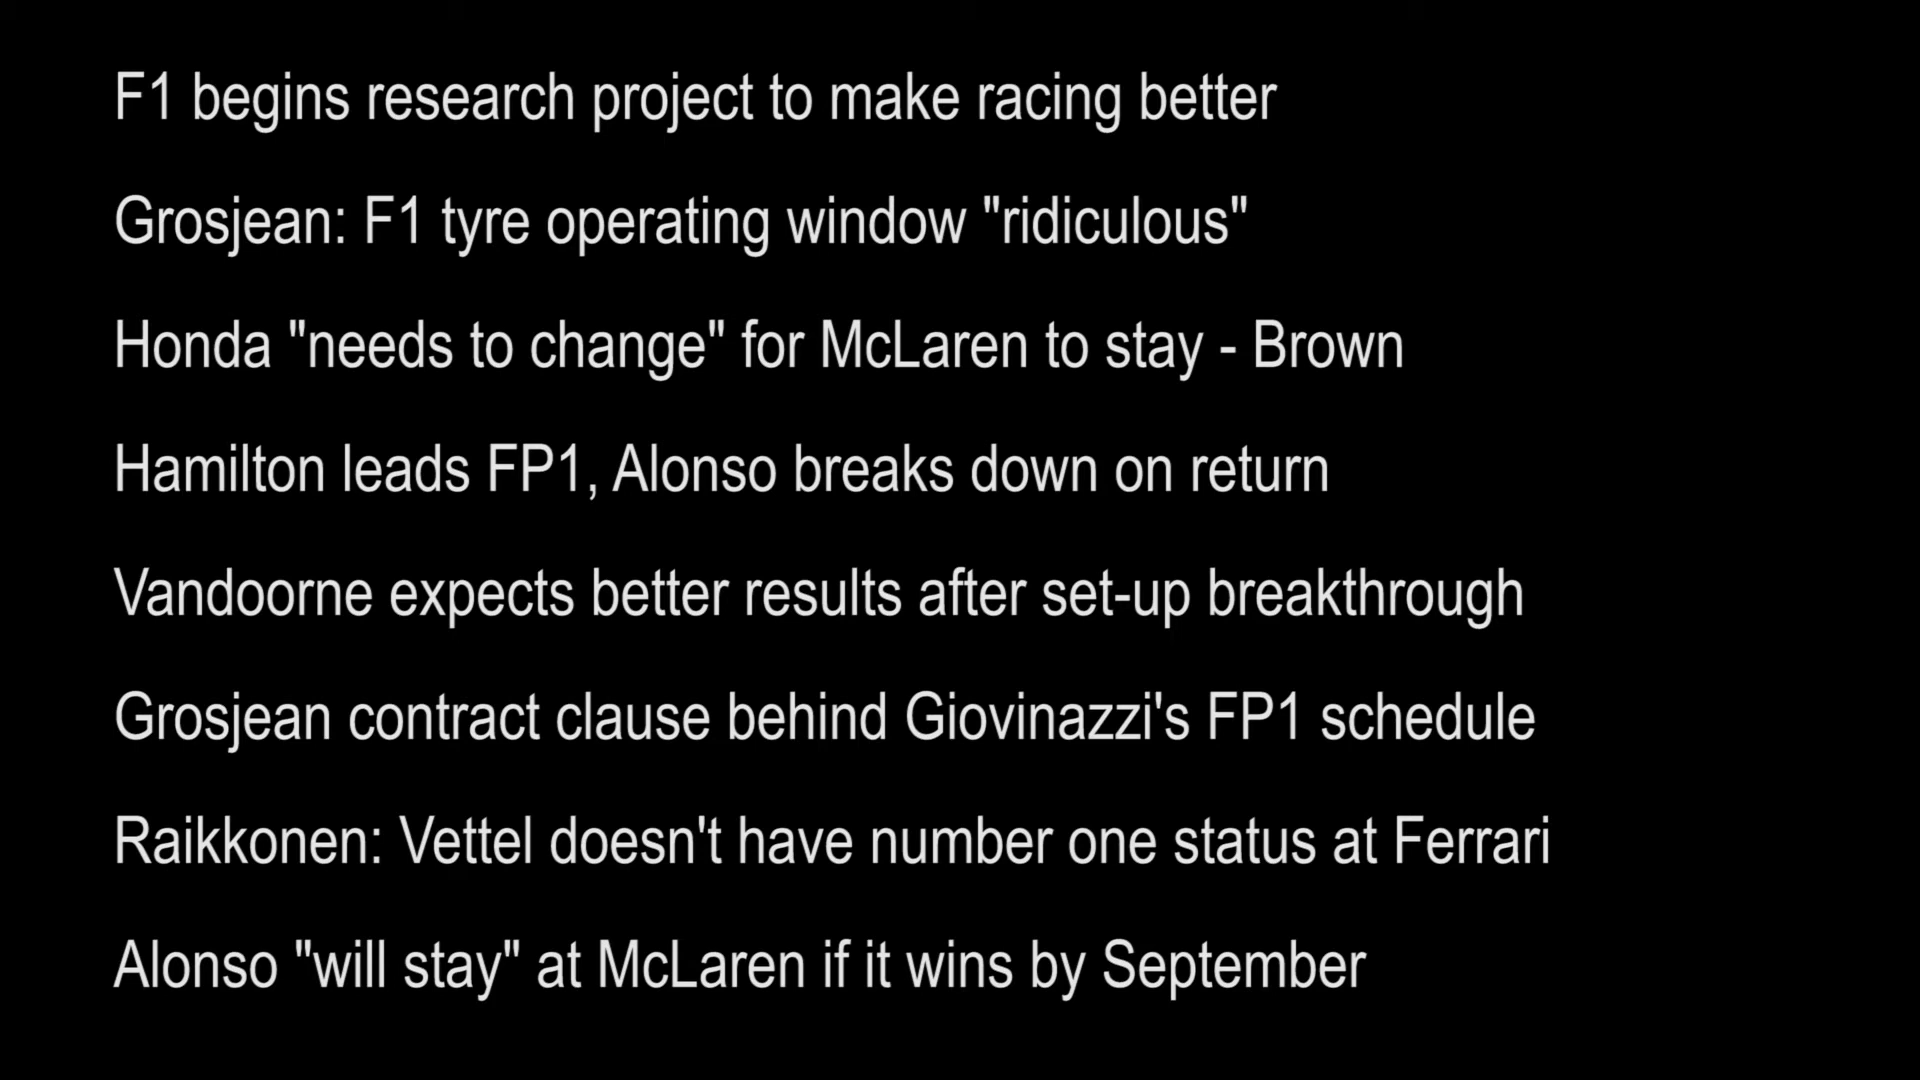 F1 begins research project to make racing better
Grosjean: F1 tyre operating window "ridiculous"
Honda "needs to change" for McLaren to stay - Brown
Hamilton leads FP1, Alonso breaks down on return
Vandoorne expects better results after set-up breakthrough
Grosjean contract clause behind Giovinazzi's FP1 schedule
Raikkonen: Vettel doesn't have number one status at Ferrari
Alonso "will stay" at McLaren if it wins by September